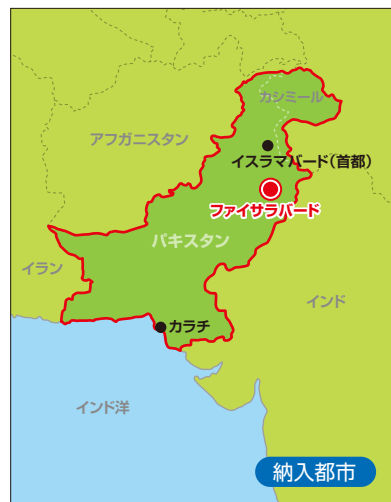 カシミール
アフガニスタン
イスラマバード(首都)
ファイサラバード
パキスタン
イラン
インド
カラチ
インド洋
納入都市